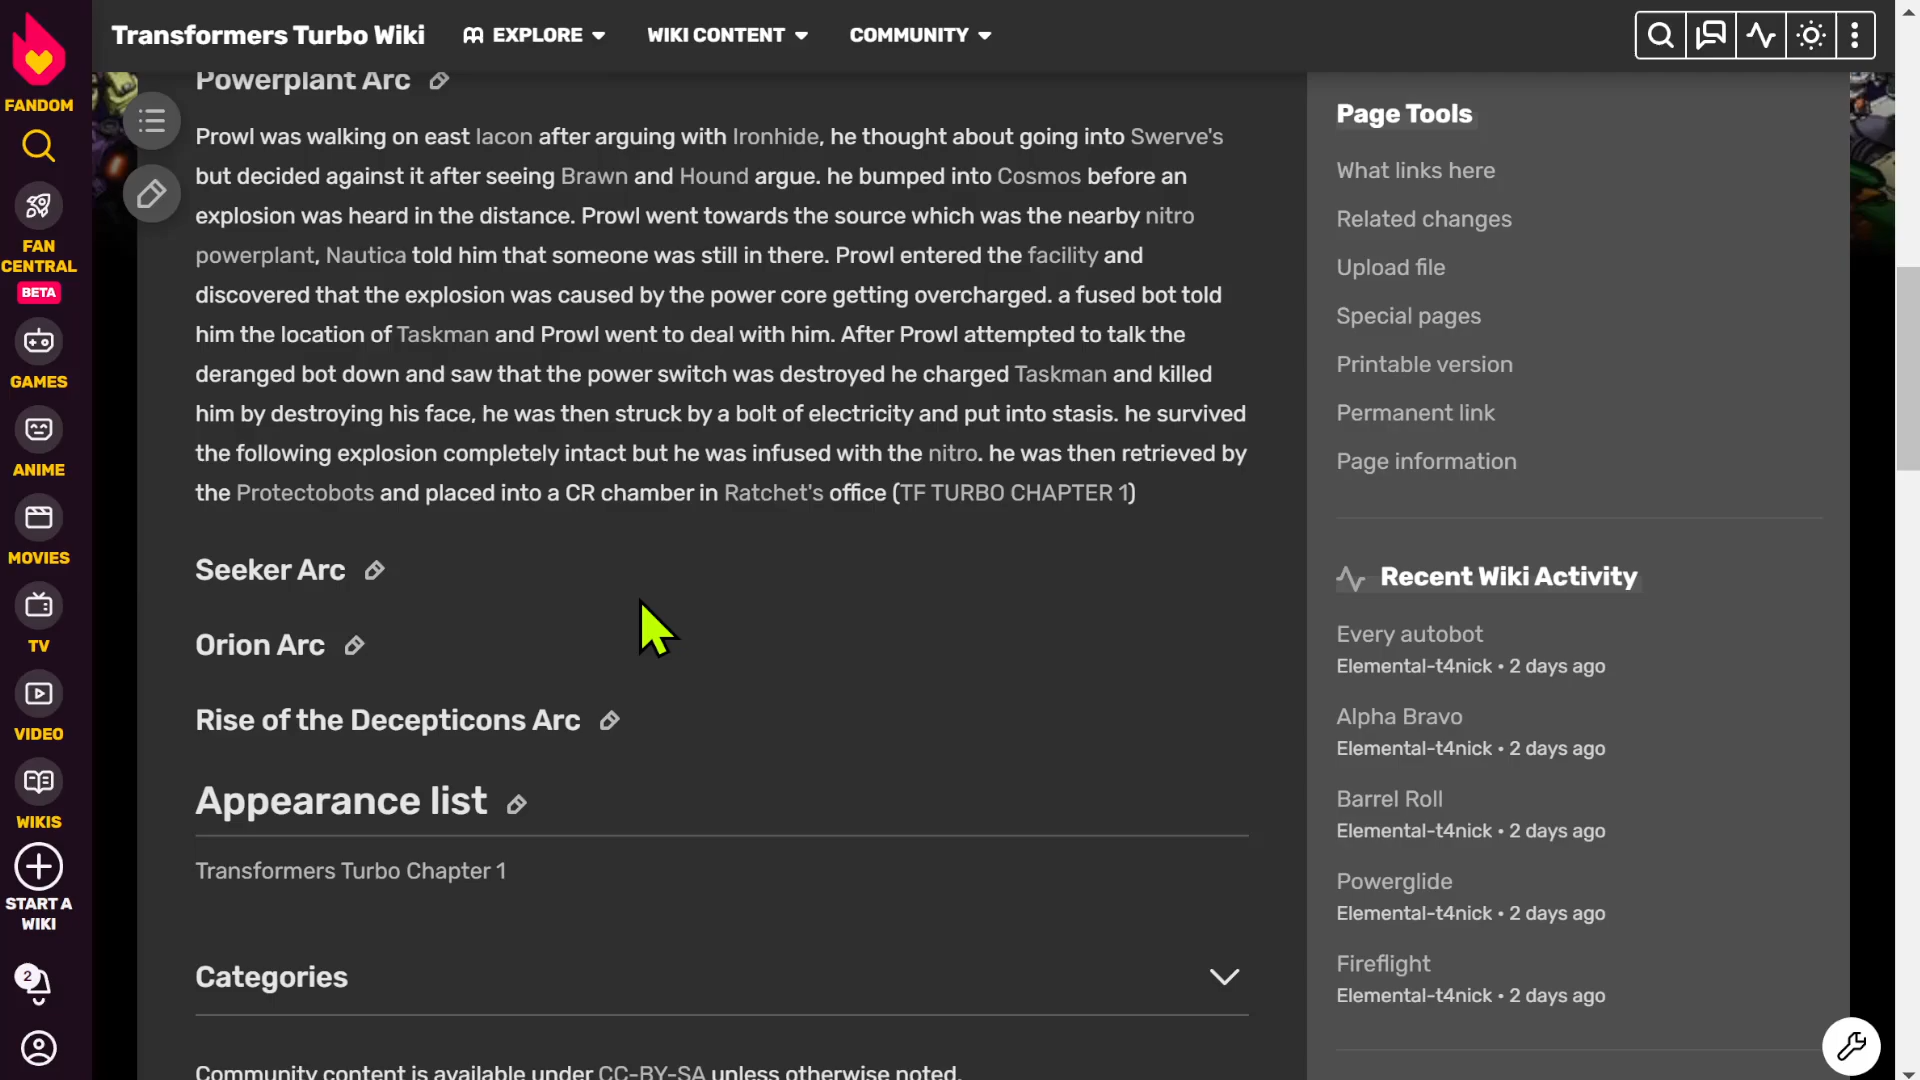 Transformers Turbo Wiki
EXPLORE
WIKI CONTENT
COMMUNITY
FANDOM
FAN
CENTRAL
BETA
GAMES
ANIME
MOVIES
TV
VIDEO
WIKIS
START A
WIKI
2
Powerplant Arc
Prowl was walking on east Iacon after arguing with Ironhide, he thought about going into Swerve's
but decided against it after seeing Brawn and Hound argue. he bumped into Cosmos before an
explosion was heard in the distance. Prowl went towards the source which was the nearby nitro
powerplant, Nautica told him that someone was still in there. Prowl entered the facility and
discovered that the explosion was caused by the power core getting overcharged. a fused bot told
him the location of Taskman and Prowl went to deal with him. After Prowl attempted to talk the
deranged bot down and saw that the power switch was destroyed he charged Taskman and killed
him by destroying his face, he was then struck by a bolt of electricity and put into stasis. he survived
the following explosion completely intact but he was infused with the nitro. he was then retrieved by
the Protectobots and placed into a CR chamber in Ratchet's office (TF TURBO CHAPTER 1)
Seeker Arc
Orion Arc
Rise of the Decepticons Arc
Appearance list
Transformers Turbo Chapter 1
Categories
Community content is available under CC-BY-SA unless otherwise noted.
Page Tools
What links here
Related changes
Upload file
Special pages
Printable version
Permanent link
Page information
Recent Wiki Activity
Every autobot
Elemental-t4nick • 2 days ago
Alpha Bravo
Elemental-t4nick • 2 days ago
Barrel Roll
Elemental-t4nick • 2 days ago
Powerglide
Elemental-t4nick • 2 days ago
Fireflight
Elemental-t4nick • 2 days ago